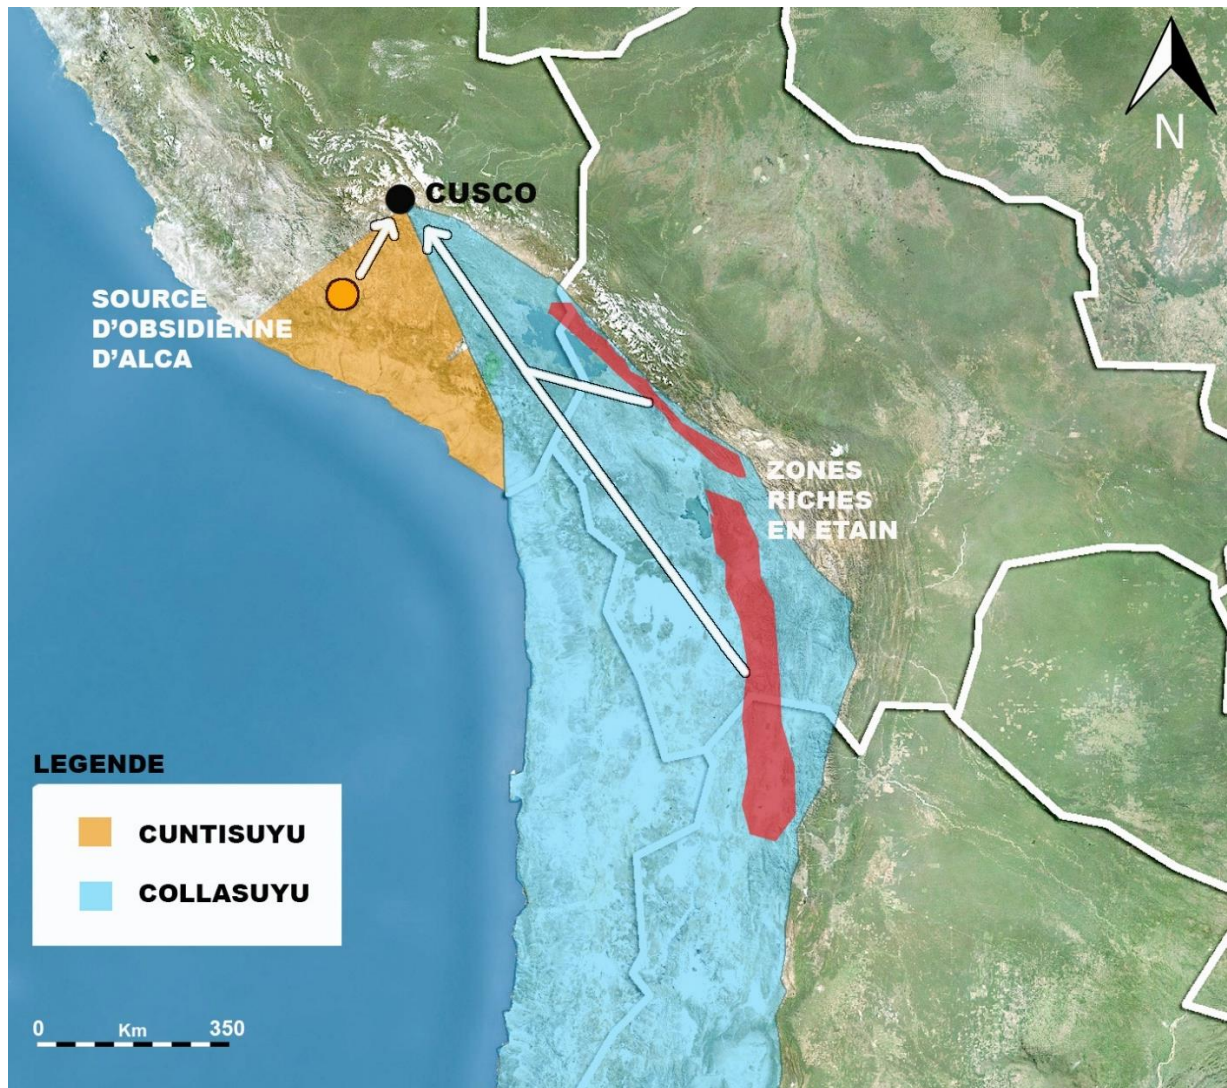 N
CUSCO
SOURCE
D'OBSIDIENNE
D'ALCA
ZONES
RICHES
EN ETAIN
LEGENDE
CUNTISUYU
COLLASUYU
0 Km 350